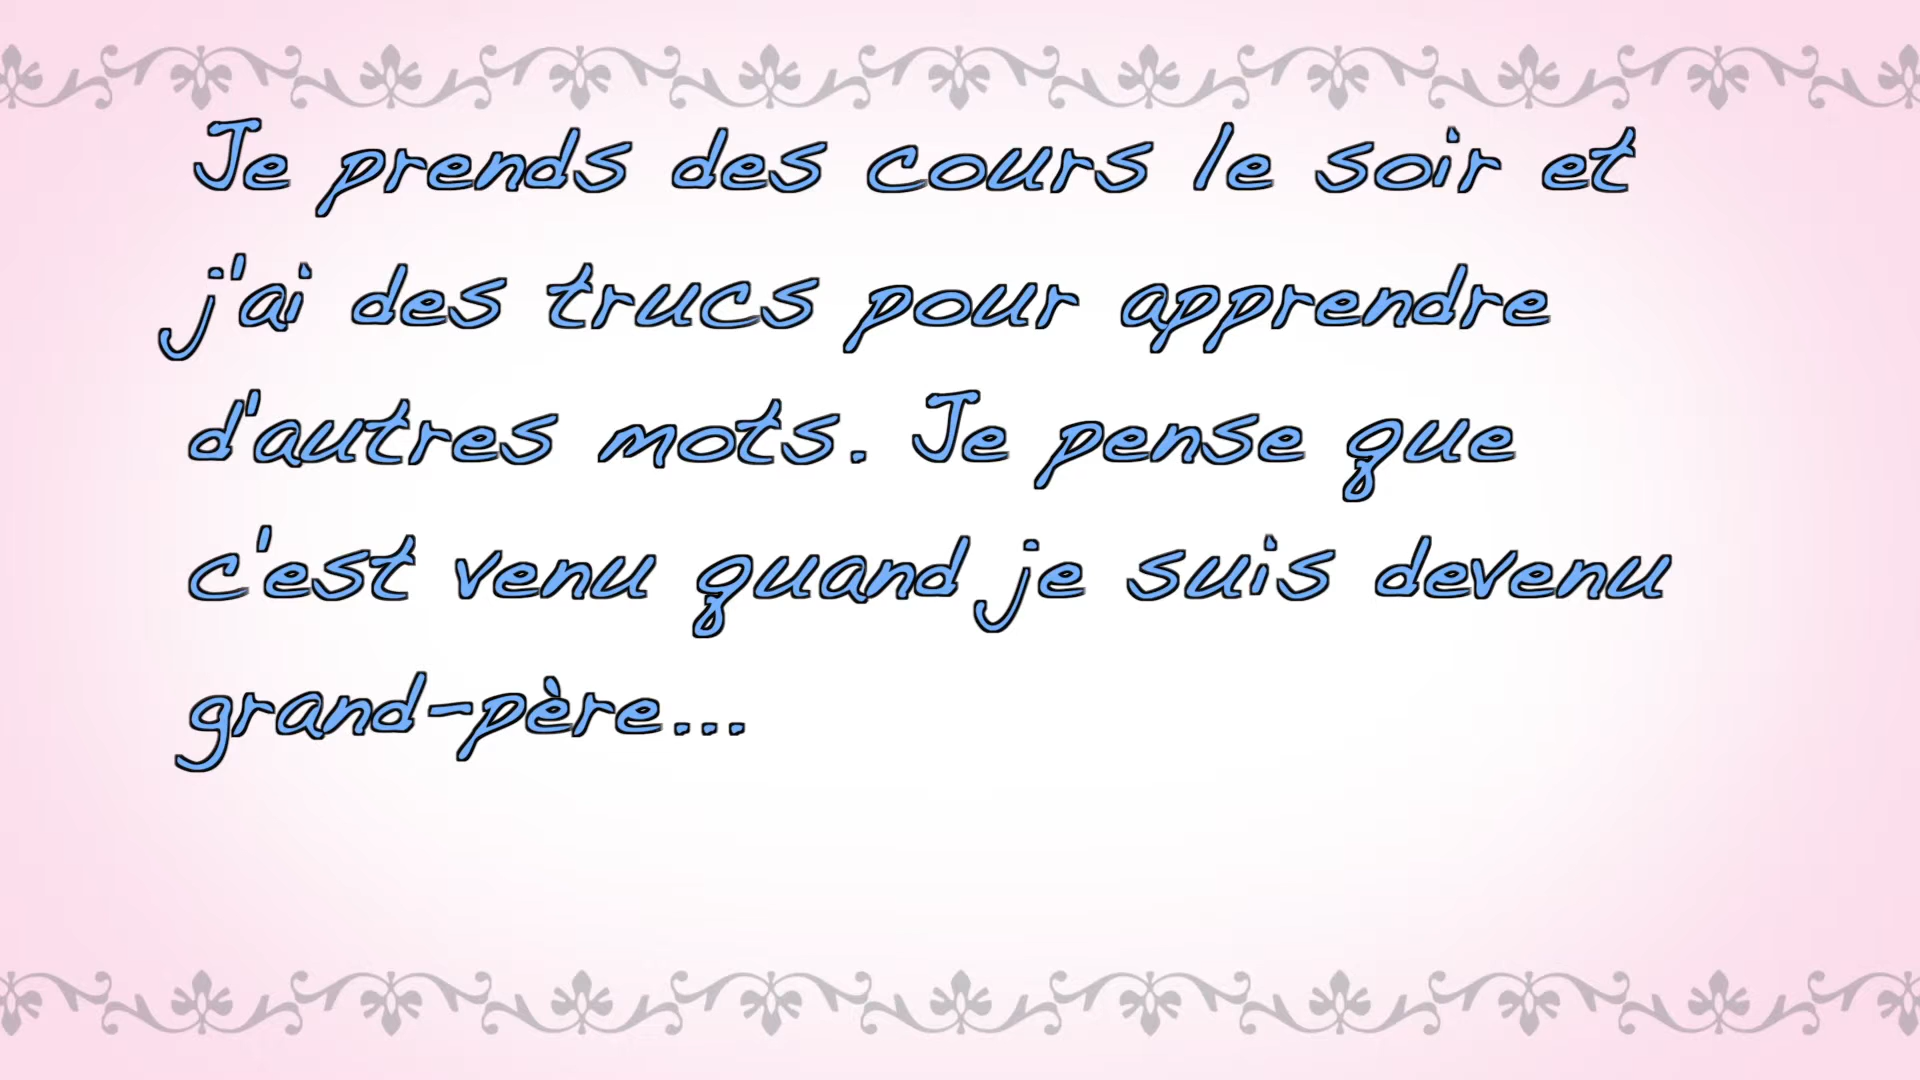 Je prends des cours le soir et
j'ai des trucs pour apprendre
d'autres mots. Je pense que
c'est venu quand je suis devenu
grand-père...